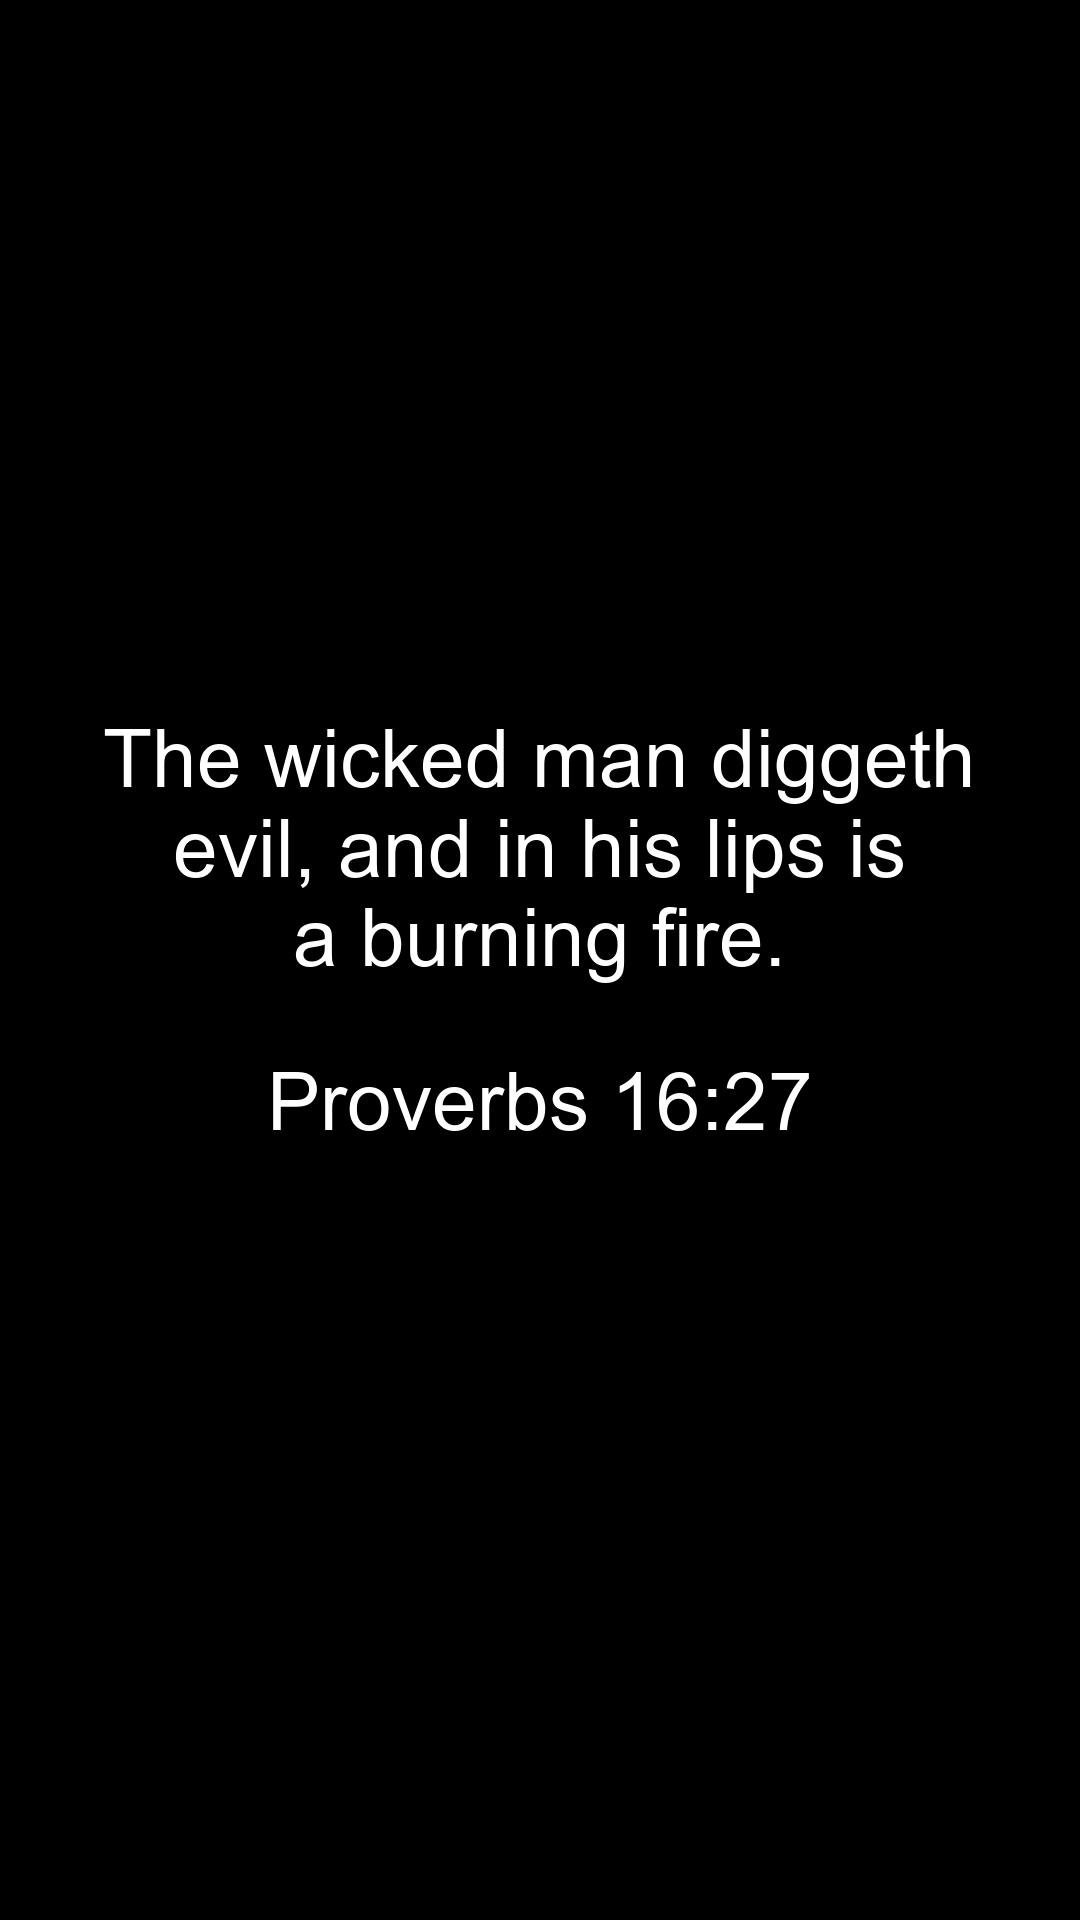 The wicked man diggeth
evil, and in his lips is
a burning fire.
Proverbs 16:27